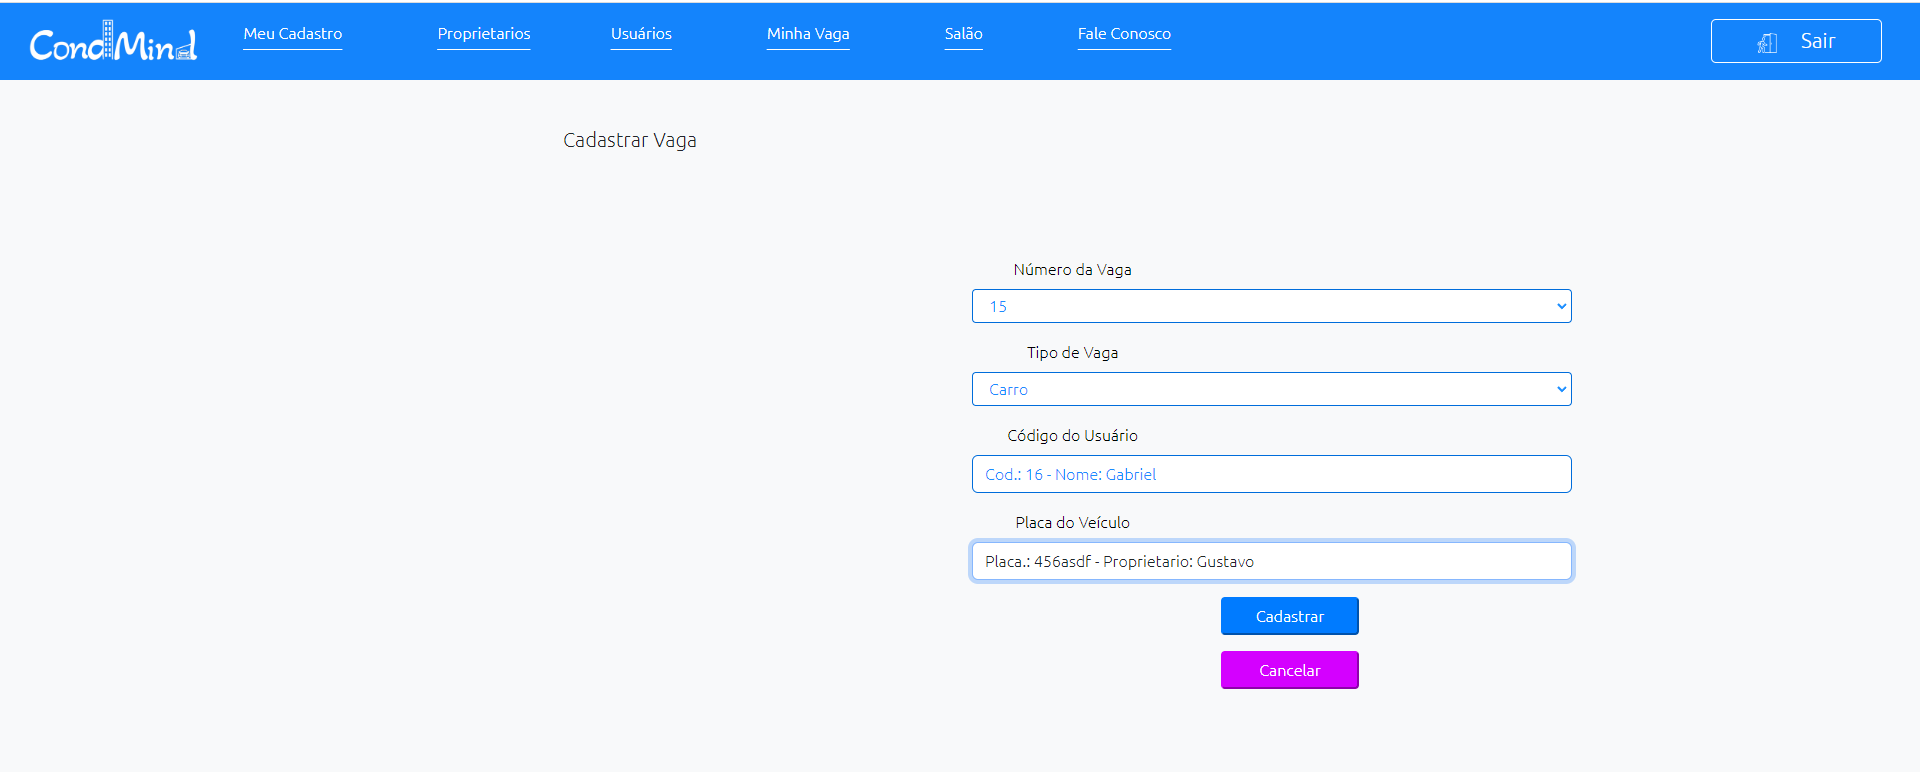 CondMind Meu Cadastro Proprietarios Usuários Minha Vaga Salão Fale Conosco Sair
Cadastrar Vaga
Número da Vaga
15
Tipo de Vaga
Carro
Código do Usuário
Cod.: 16 - Nome: Gabriel
Placa do Veículo
Placa.: 456asdf - Proprietario: Gustavo
Cadastrar
Cancelar